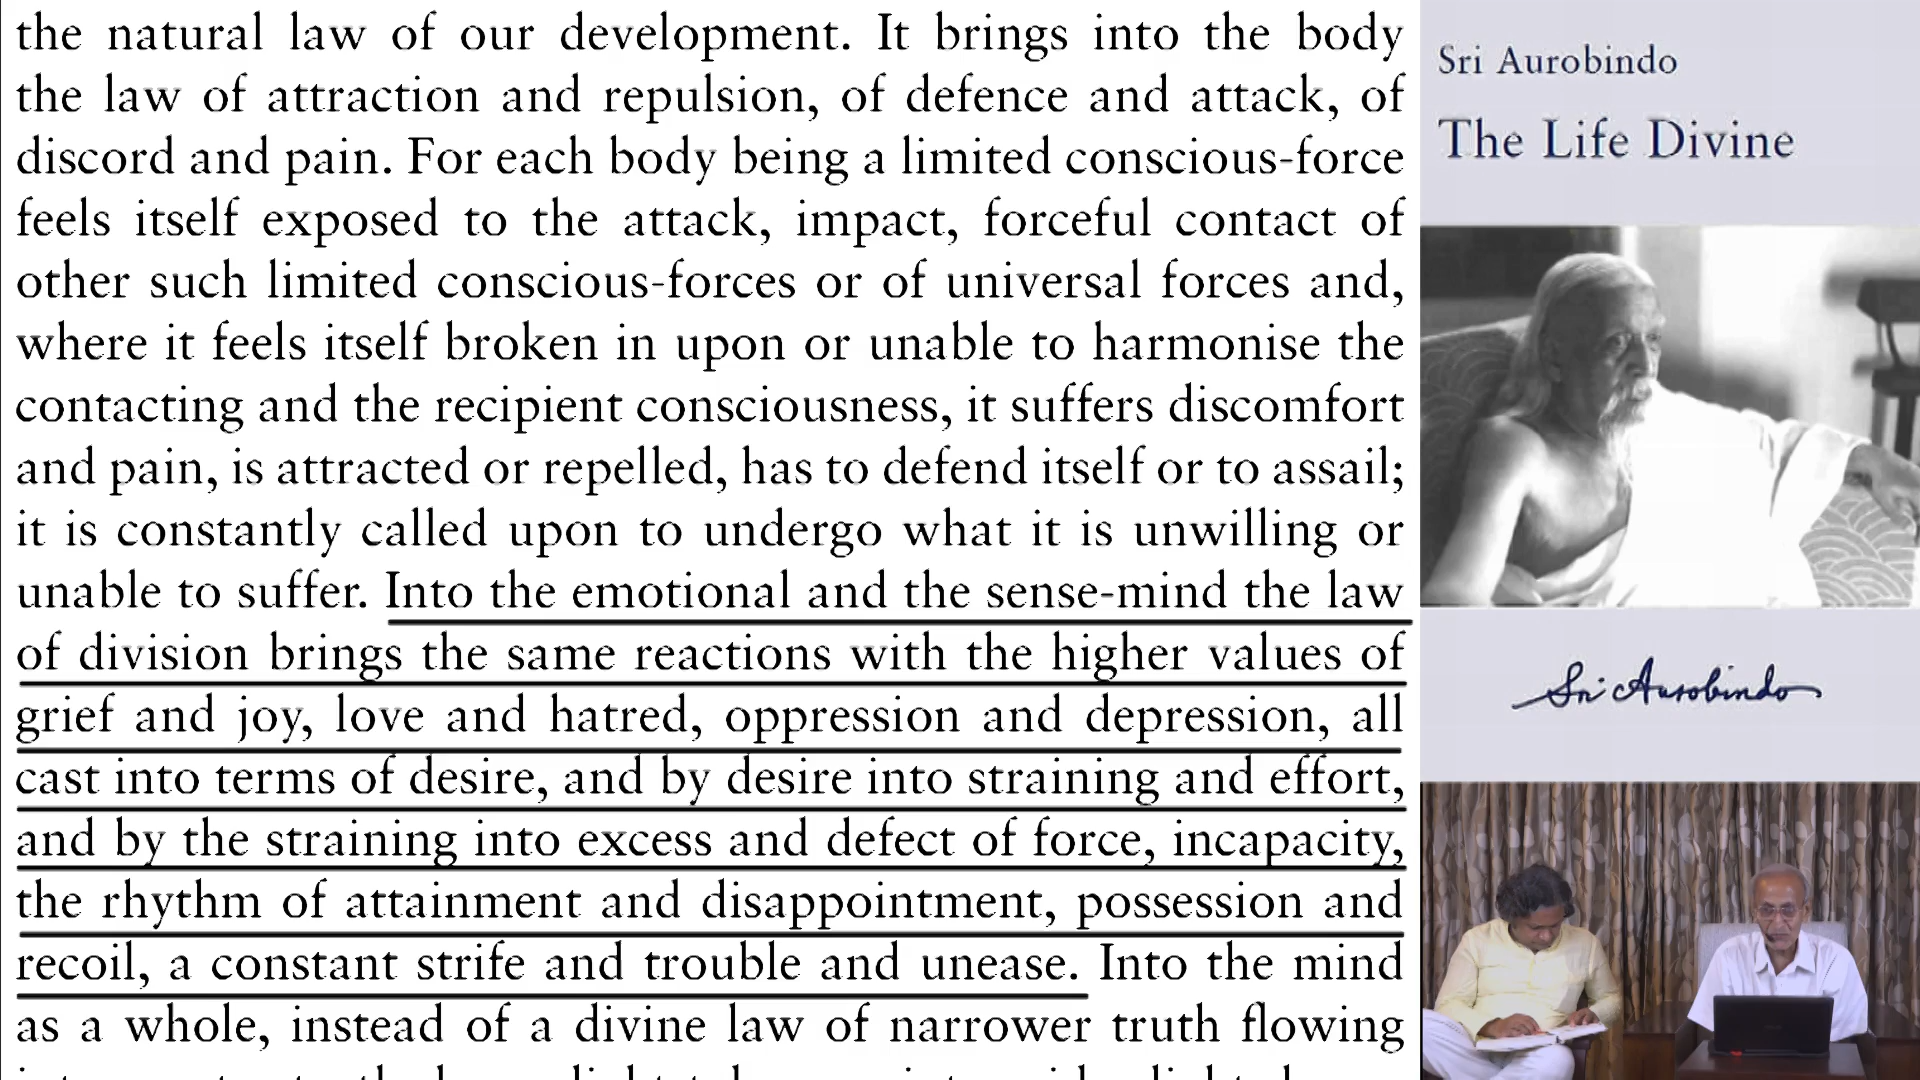 the natural law of our development. It brings into the body
the law of attraction and repulsion, of defence and attack, of
discord and pain. For each body being a limited conscious-force
feels itself exposed to the attack, impact, forceful contact of
other such limited conscious-forces or of universal forces and,
where it feels itself broken in upon or unable to harmonise the
contacting and the recipient consciousness, it suffers discomfort
and pain, is attracted or repelled, has to defend itself or to assail;
it is constantly called upon to undergo what it is unwilling or
unable to suffer. Into the emotional and the sense-mind the law
of division brings the same reactions with the higher values of
grief and joy, love and hatred, oppression and depression, all
cast into terms of desire, and by desire into straining and effort,
and by the straining into excess and defect of force, incapacity,
the rhythm of attainment and disappointment, possession and
recoil, a constant strife and trouble and unease. Into the mind
as a whole, instead of a divine law of narrower truth flowing
Sri Aurobindo
The Life Divine
Sri Aurobindo